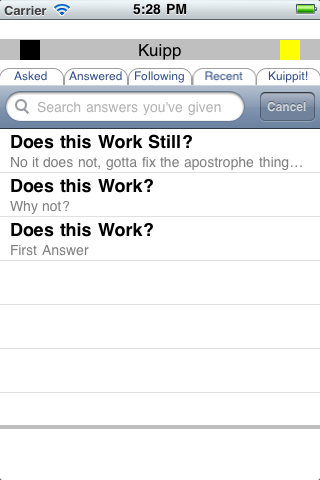 Carrier 5:28 PM
Kuipp
Asked Answered Following Recent Kuippit!
Search answers you've given Cancel
Does this Work Still?
No it does not, gotta fix the apostrophe thing…
Does this Work?
Why not?
Does this Work?
First Answer